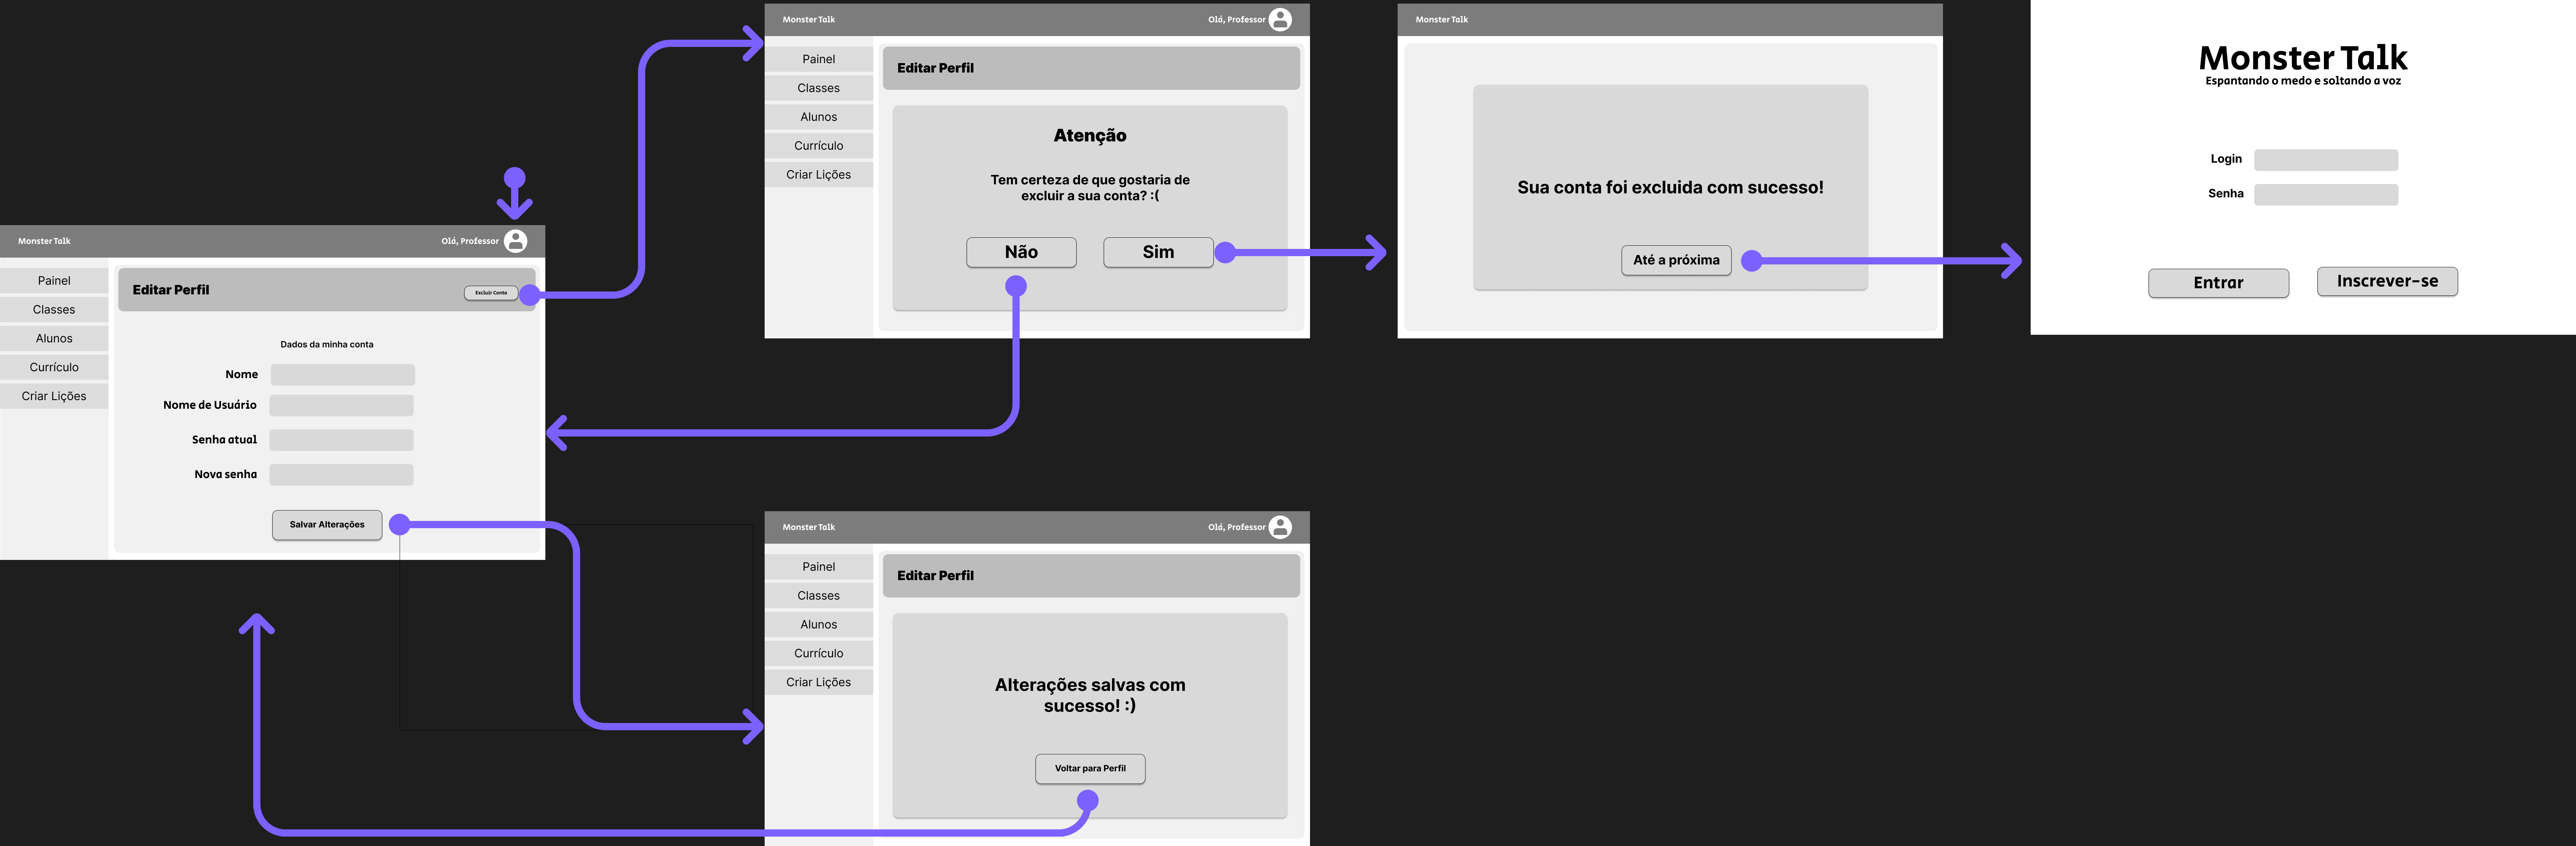 Monster Talk
Olá, Professor
Painel
Classes
Alunos
Currículo
Criar Lições
Editar Perfil
Excluir Conta
Dados da minha conta
Nome
Nome de Usuário
Senha atual
Nova senha
Salvar Alterações
Monster Talk
Olá, Professor
Painel
Classes
Alunos
Currículo
Criar Lições
Editar Perfil
Atenção
Tem certeza de que gostaria de
excluir a sua conta? :(
Não
Sim
Monster Talk
Sua conta foi excluida com sucesso!
Até a próxima
Monster Talk
Espantando o medo e soltando a voz
Login
Senha
Entrar
Inscrever-se
Monster Talk
Olá, Professor
Painel
Classes
Alunos
Currículo
Criar Lições
Editar Perfil
Alterações salvas com
sucesso! :)
Voltar para Perfil